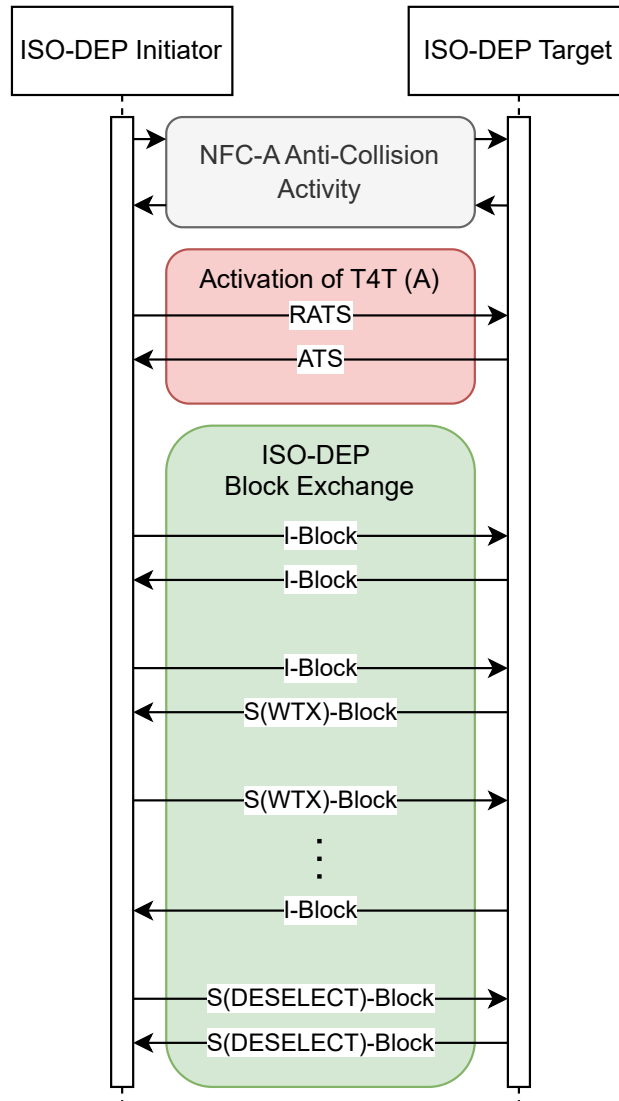 ISO-DEP Initiator
ISO-DEP Target
NFC-A Anti-Collision
Activity
Activation of T4T (A)
RATS
ATS
ISO-DEP
Block Exchange
I-Block
I-Block
I-Block
S(WTX)-Block
S(WTX)-Block
⋮
I-Block
S(DESELECT)-Block
S(DESELECT)-Block